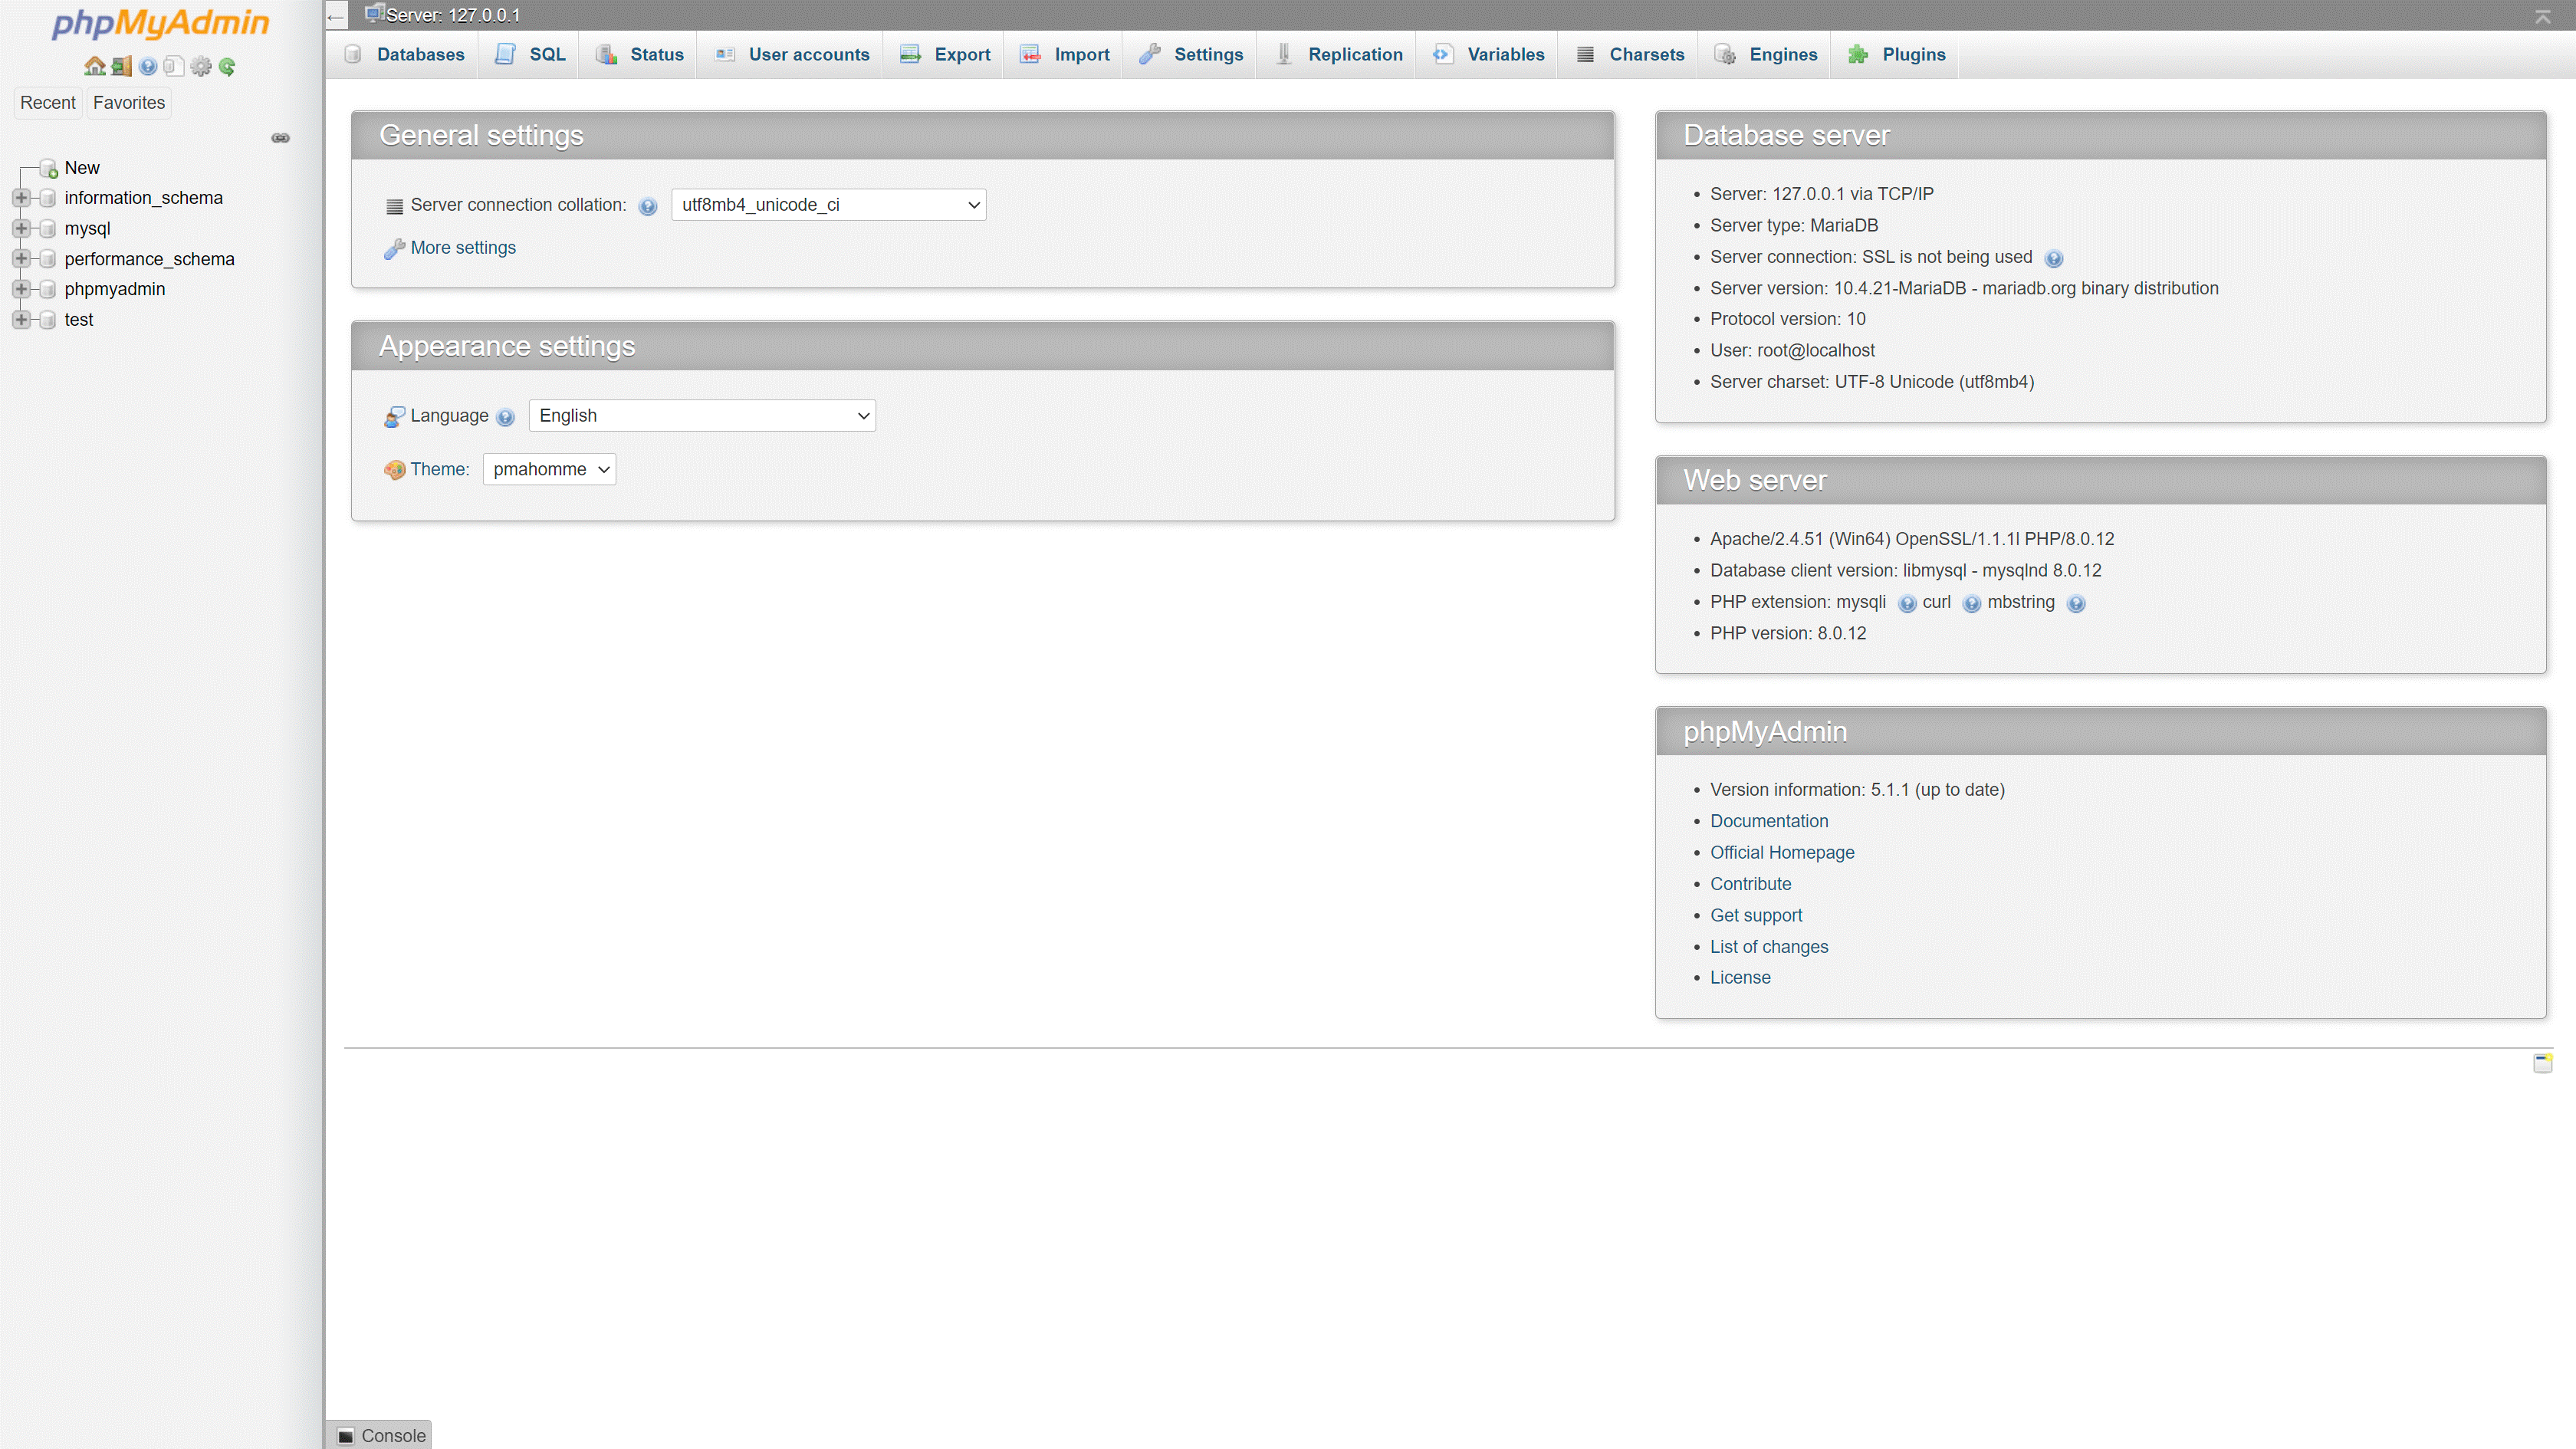 phpMyAdmin
Recent
Favorites
New
information_schema
mysql
performance_schema
phpmyadmin
test
Server: 127.0.0.1
Databases
SQL
Status
User accounts
Export
Import
Settings
Replication
Variables
Charsets
Engines
Plugins
General settings
Server connection collation:
utf8mb4_unicode_ci
More settings
Appearance settings
Language
English
Theme:
pmahomme
Database server
• Server: 127.0.0.1 via TCP/IP
• Server type: MariaDB
• Server connection: SSL is not being used
• Server version: 10.4.21-MariaDB - mariadb.org binary distribution
• Protocol version: 10
• User: root@localhost
• Server charset: UTF-8 Unicode (utf8mb4)
Web server
• Apache/2.4.51 (Win64) OpenSSL/1.1.1l PHP/8.0.12
• Database client version: libmysql - mysqlnd 8.0.12
• PHP extension: mysqli curl mbstring
• PHP version: 8.0.12
phpMyAdmin
• Version information: 5.1.1 (up to date)
• Documentation
• Official Homepage
• Contribute
• Get support
• List of changes
• License
Console